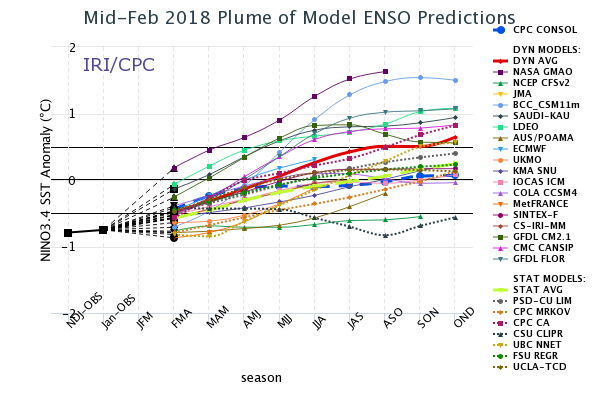 Mid-Feb 2018 Plume of Model ENSO Predictions
IRI/CPC
NINO3.4 SST Anomaly (°C)
2
1
0
-1
-2
NDJ-OBS
Jan-OBS
JFM
FMA
MAM
AMJ
MJJ
JJA
JAS
ASO
SON
OND
season
CPC CONSOL
DYN MODELS:
DYN AVG
NASA GMAO
NCEP CFSv2
JMA
BCC_CSM11m
SAUDI-KAU
LDEO
AUS/POAMA
ECMWF
UKMO
KMA SNU
IOCAS ICM
COLA CCSM4
MetFRANCE
SINTEX-F
CS-IRI-MM
GFDL CM2.1
CMC CANSIP
GFDL FLOR
STAT MODELS:
STAT AVG
PSD-CU LIM
CPC MRKOV
CPC CA
CSU CLIPR
UBC NNET
FSU REGR
UCLA-TCD